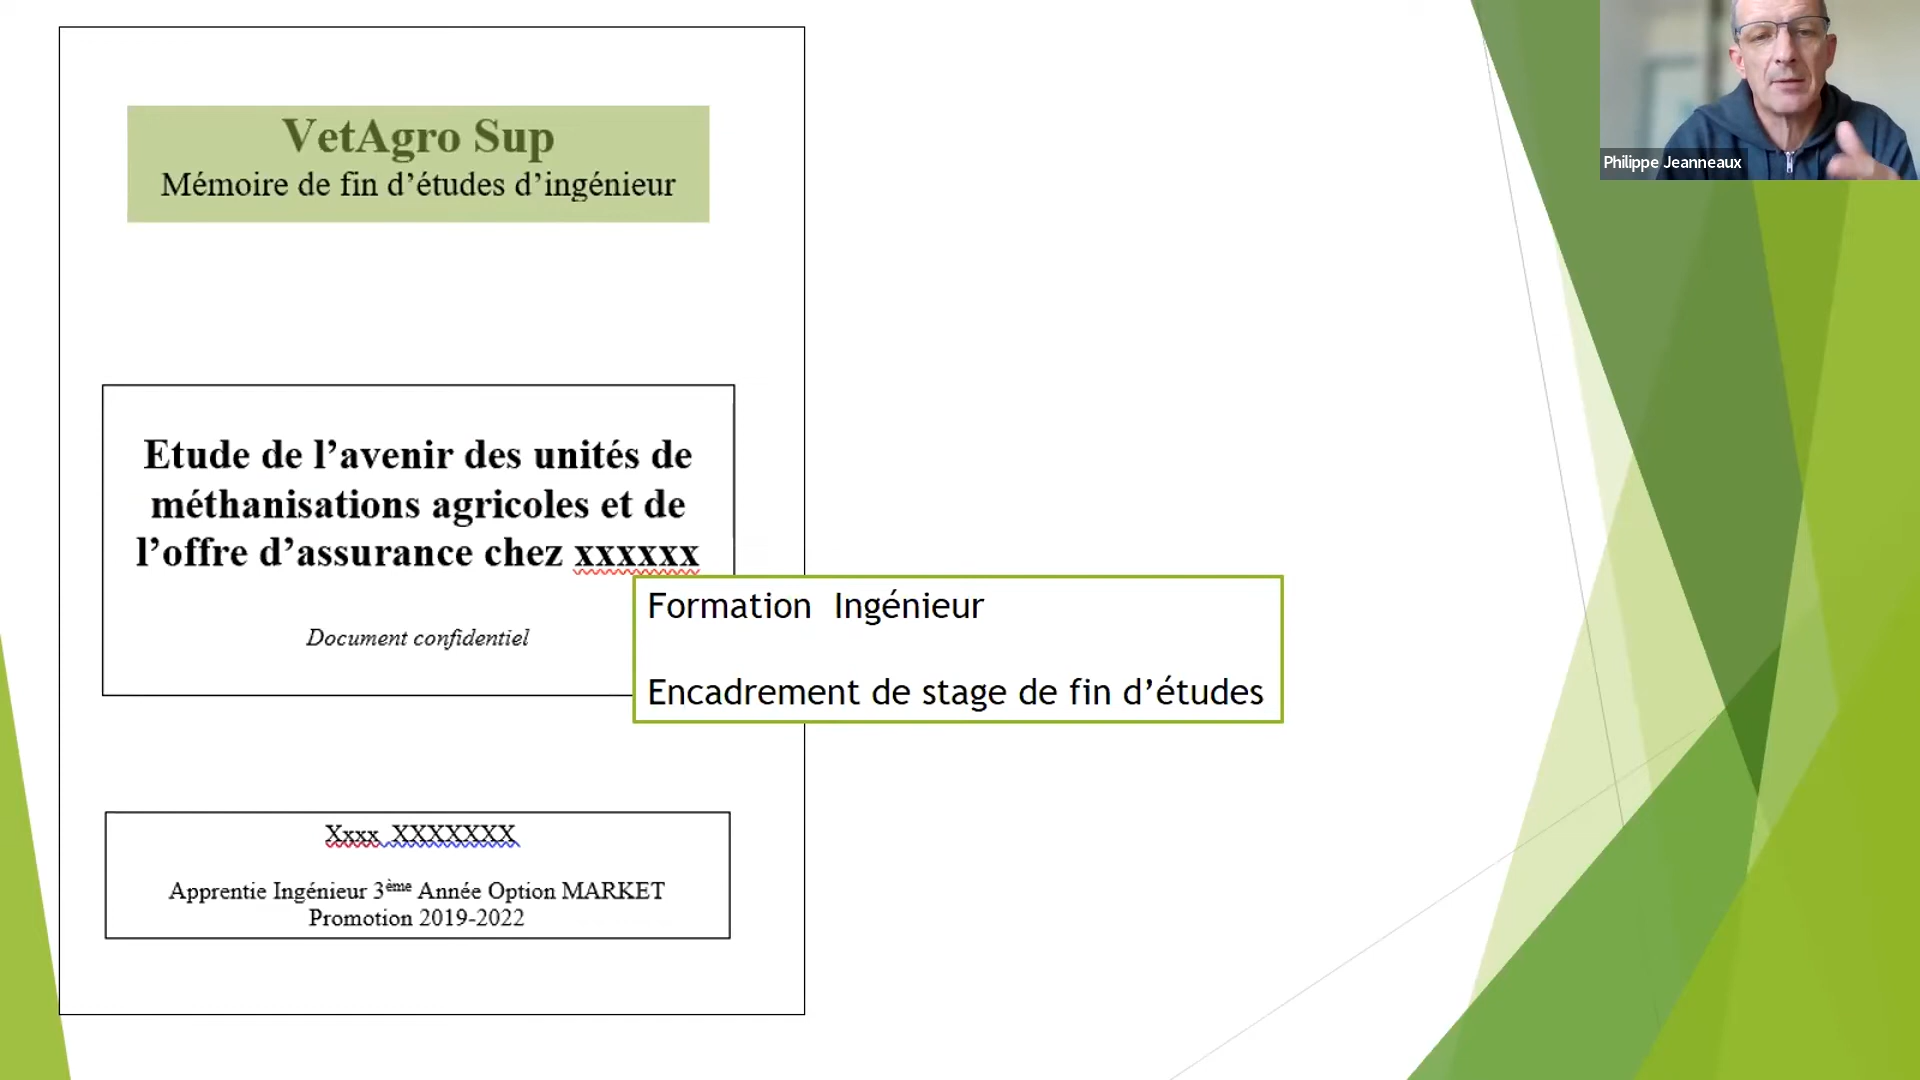 VetAgro Sup
Mémoire de fin d’études d’ingénieur
Philippe Jeanneaux
Etude de l’avenir des unités de
méthanisations agricoles et de
l’offre d’assurance chez xxxxxx
Document confidentiel
Formation  Ingénieur
Encadrement de stage de fin d’études
Xxxx  XXXXXXX
Apprentie Ingénieur 3ème Année Option MARKET
Promotion 2019-2022